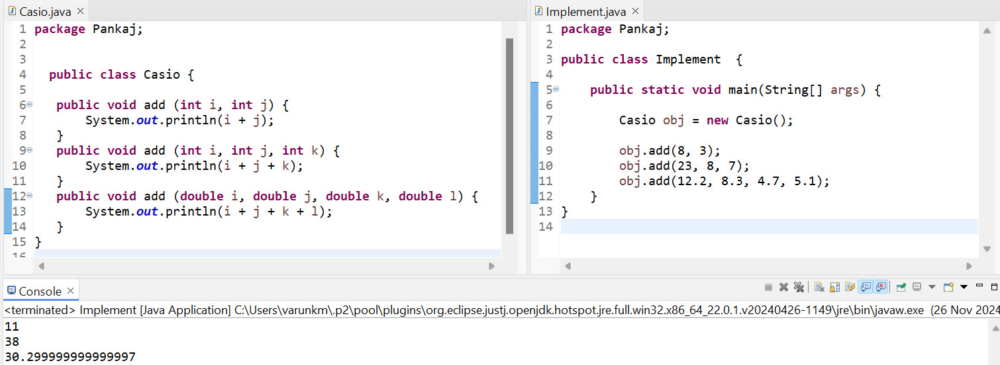 Casio.java
1 package Pankaj;
2
3
4 public class Casio {
5
6 public void add (int i, int j) {
7 System.out.println(i + j);
8 }
9 public void add (int i, int j, int k) {
10 System.out.println(i + j + k);
11 }
12 public void add (double i, double j, double k, double l) {
13 System.out.println(i + j + k + l);
14 }
15 }
16
Implement.java
1 package Pankaj;
2
3 public class Implement  {
4
5 public static void main(String[] args) {
6
7 Casio obj = new Casio();
8
9 obj.add(8, 3);
10 obj.add(23, 8, 7);
11 obj.add(12.2, 8.3, 4.7, 5.1);
12 }
13 }
14
Console
<terminated> Implement [Java Application] C:\Users\varunkm\.p2\pool\plugins\org.eclipse.justj.openjdk.hotspot.jre.full.win32.x86_64_22.0.1.v20240426-1149\jre\bin\javaw.exe (26 Nov 2024
11
38
30.299999999999997